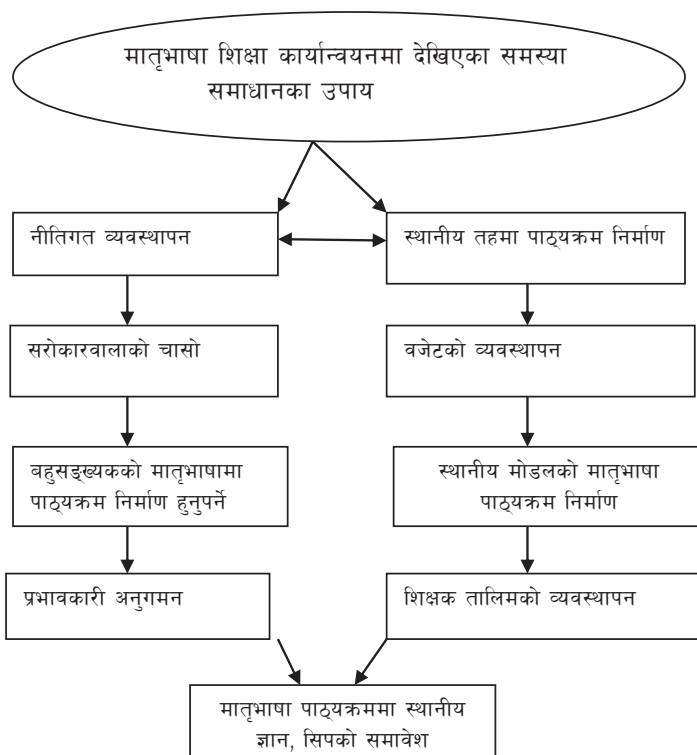 मातृभाषा शिक्षा कार्यान्वयनमा देखिएका समस्या
समाधानका उपाय
नीतिगत व्यवस्थापन
स्थानीय तहमा पाठ्यक्रम निर्माण
सरोकारवालाको चासो
वजेटको व्यवस्थापन
बहुसङ्ख्यकको मातृभाषामा
पाठ्यक्रम निर्माण हुनुपर्ने
स्थानीय मोडलको मातृभाषा
पाठ्यक्रम निर्माण
प्रभावकारी अनुगमन
शिक्षक तालिमको व्यवस्थापन
मातृभाषा पाठ्यक्रममा स्थानीय
ज्ञान, सिपको समावेश